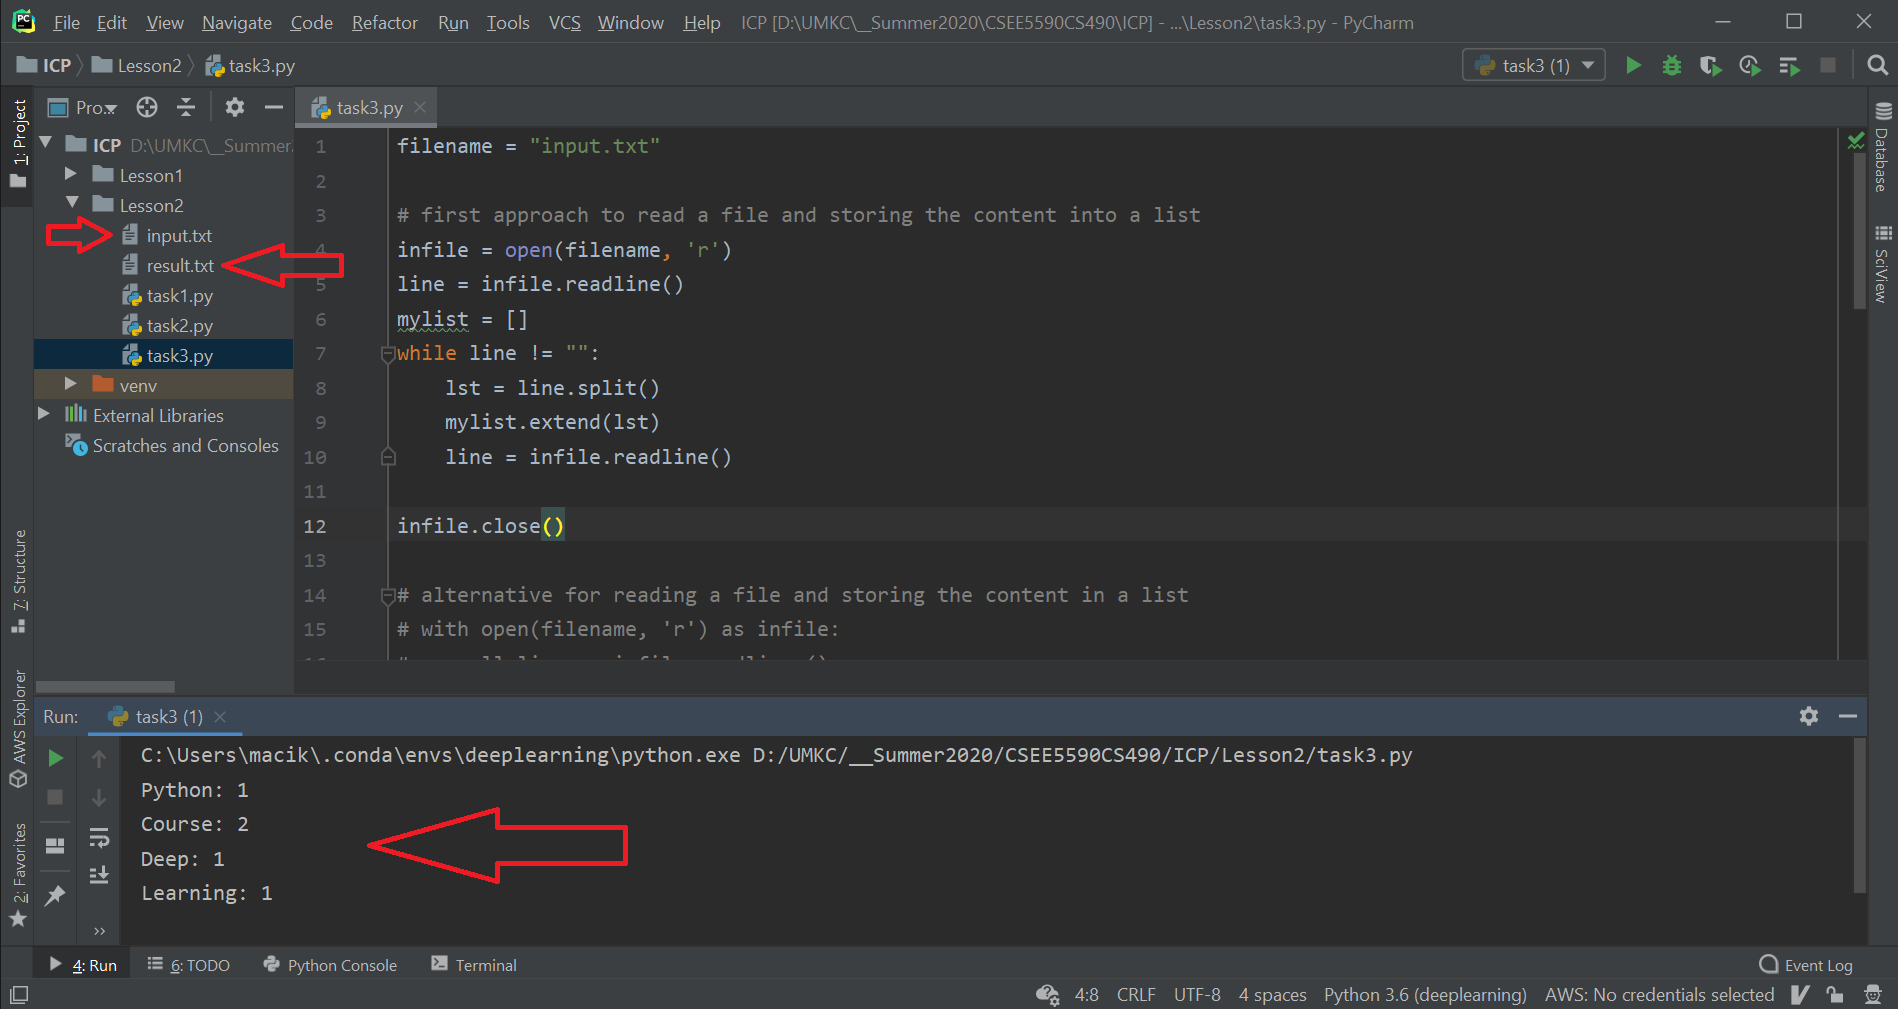 File Edit View Navigate Code Refactor Run Tools VCS Window Help ICP [D:\UMKC\__Summer2020\CSEE5590CS490\ICP] - ...\Lesson2\task3.py - PyCharm
ICP Lesson2 task3.py
task3 (1)
1: Project
Pro...
ICP D:\UMKC\__Summer.
Lesson1
Lesson2
input.txt
result.txt
task1.py
task2.py
task3.py
venv
External Libraries
Scratches and Consoles
7: Structure
AWS Explorer
2: Favorites
task3.py
1 filename = "input.txt"
2
3 # first approach to read a file and storing the content into a list
4 infile = open(filename, 'r')
5 line = infile.readline()
6 mylist = []
7 while line != "":
8 lst = line.split()
9 mylist.extend(lst)
10 line = infile.readline()
11
12 infile.close()
13
14 # alternative for reading a file and storing the content in a list
15 # with open(filename, 'r') as infile:
Database
SciView
Run: task3 (1)
C:\Users\macik\.conda\envs\deeplearning\python.exe D:/UMKC/__Summer2020/CSEE5590CS490/ICP/Lesson2/task3.py
Python: 1
Course: 2
Deep: 1
Learning: 1
4: Run 6: TODO Python Console Terminal Event Log
4:8 CRLF UTF-8 4 spaces Python 3.6 (deeplearning) AWS: No credentials selected